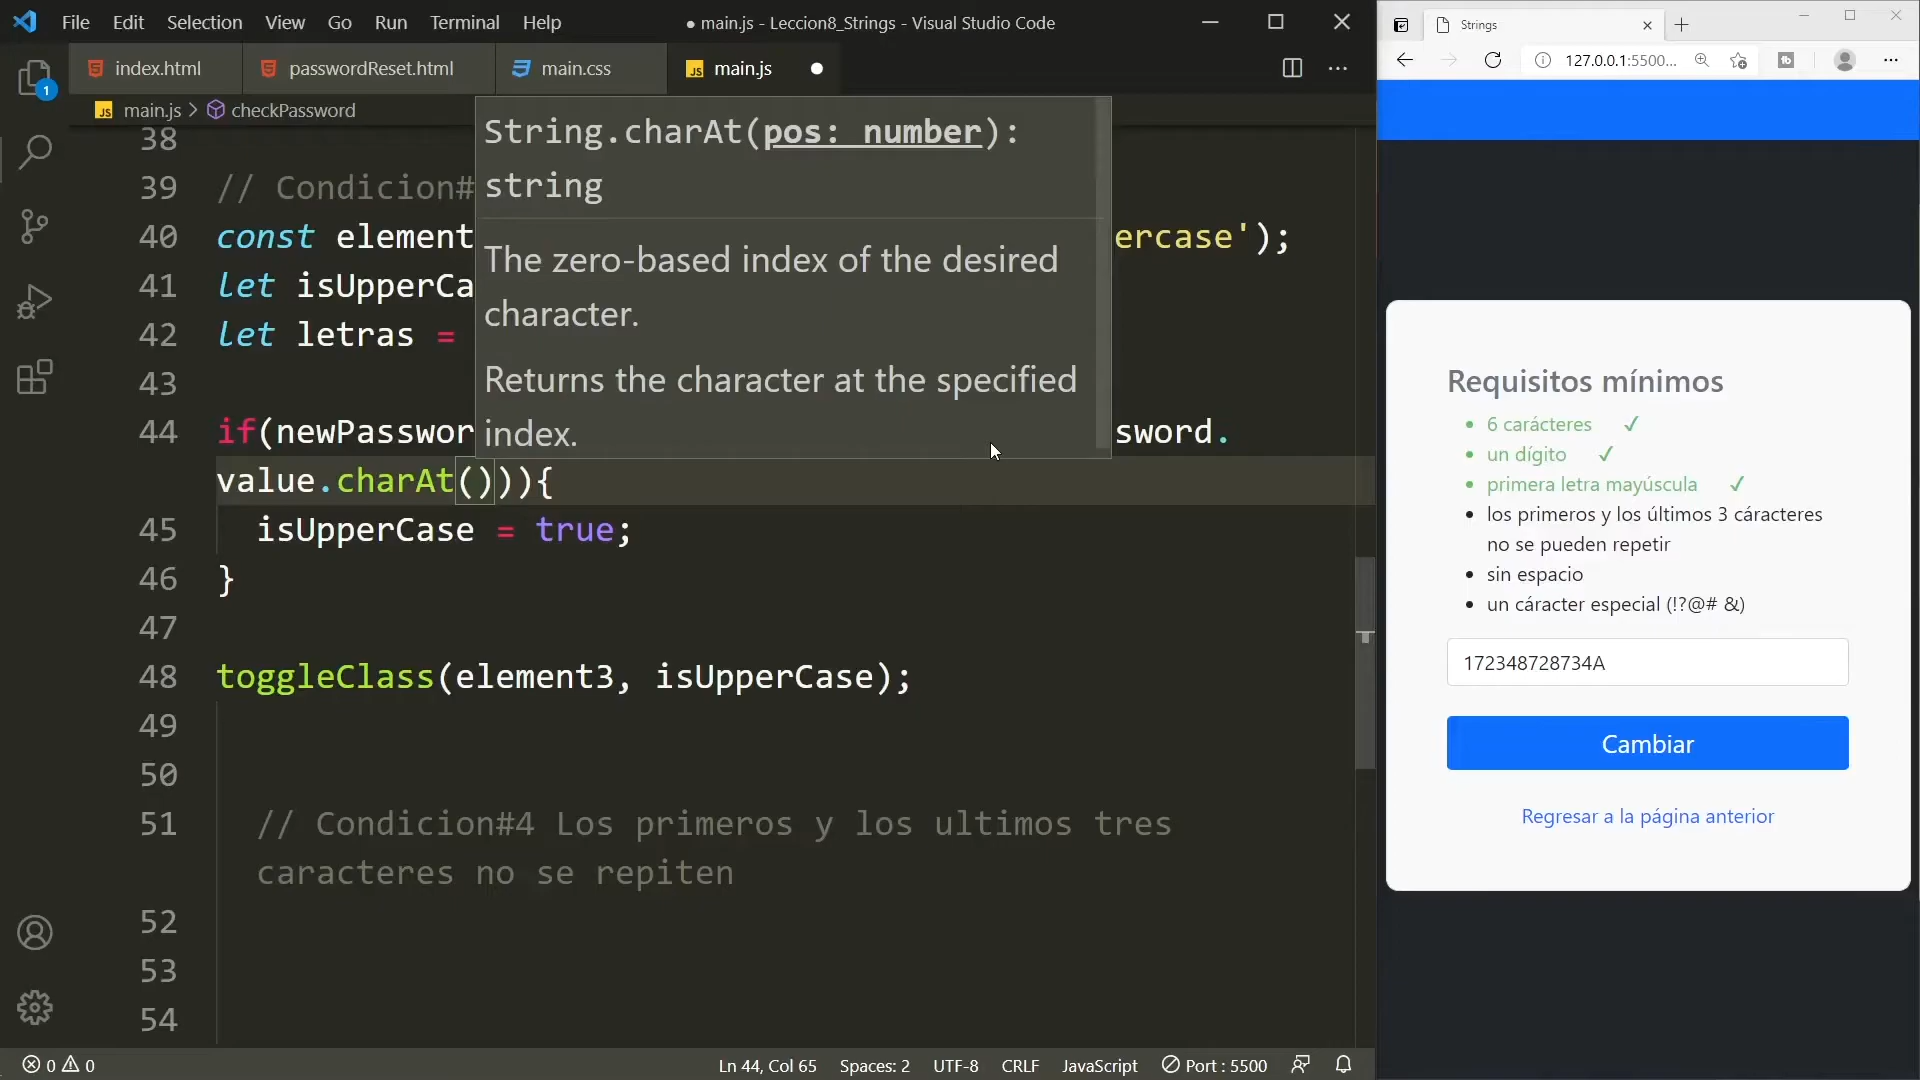 File Edit Selection View Go Run Terminal Help
● main.js - Leccion8_Strings - Visual Studio Code
index.html passwordReset.html main.css JS main.js
JS main.js > checkPassword
38
39 // Condicion#
40 const element ercase');
41 let isUpperCa
42 let letras =
43
44 if(newPasswor sword.
value.charAt())){
45 isUpperCase = true;
46 }
47
48 toggleClass(element3, isUpperCase);
49
50
51 // Condicion#4 Los primeros y los ultimos tres
caracteres no se repiten
52
53
54
String.charAt(pos: number):
string
The zero-based index of the desired
character.
Returns the character at the specified
index.
1
0 0
Ln 44, Col 65 Spaces: 2 UTF-8 CRLF JavaScript Port : 5500
Strings
127.0.0.1:5500...
Requisitos mínimos
6 carácteres ✓
un dígito ✓
primera letra mayúscula ✓
los primeros y los últimos 3 cáracteres
no se pueden repetir
sin espacio
un cáracter especial (!?@# &)
172348728734A
Cambiar
Regresar a la página anterior